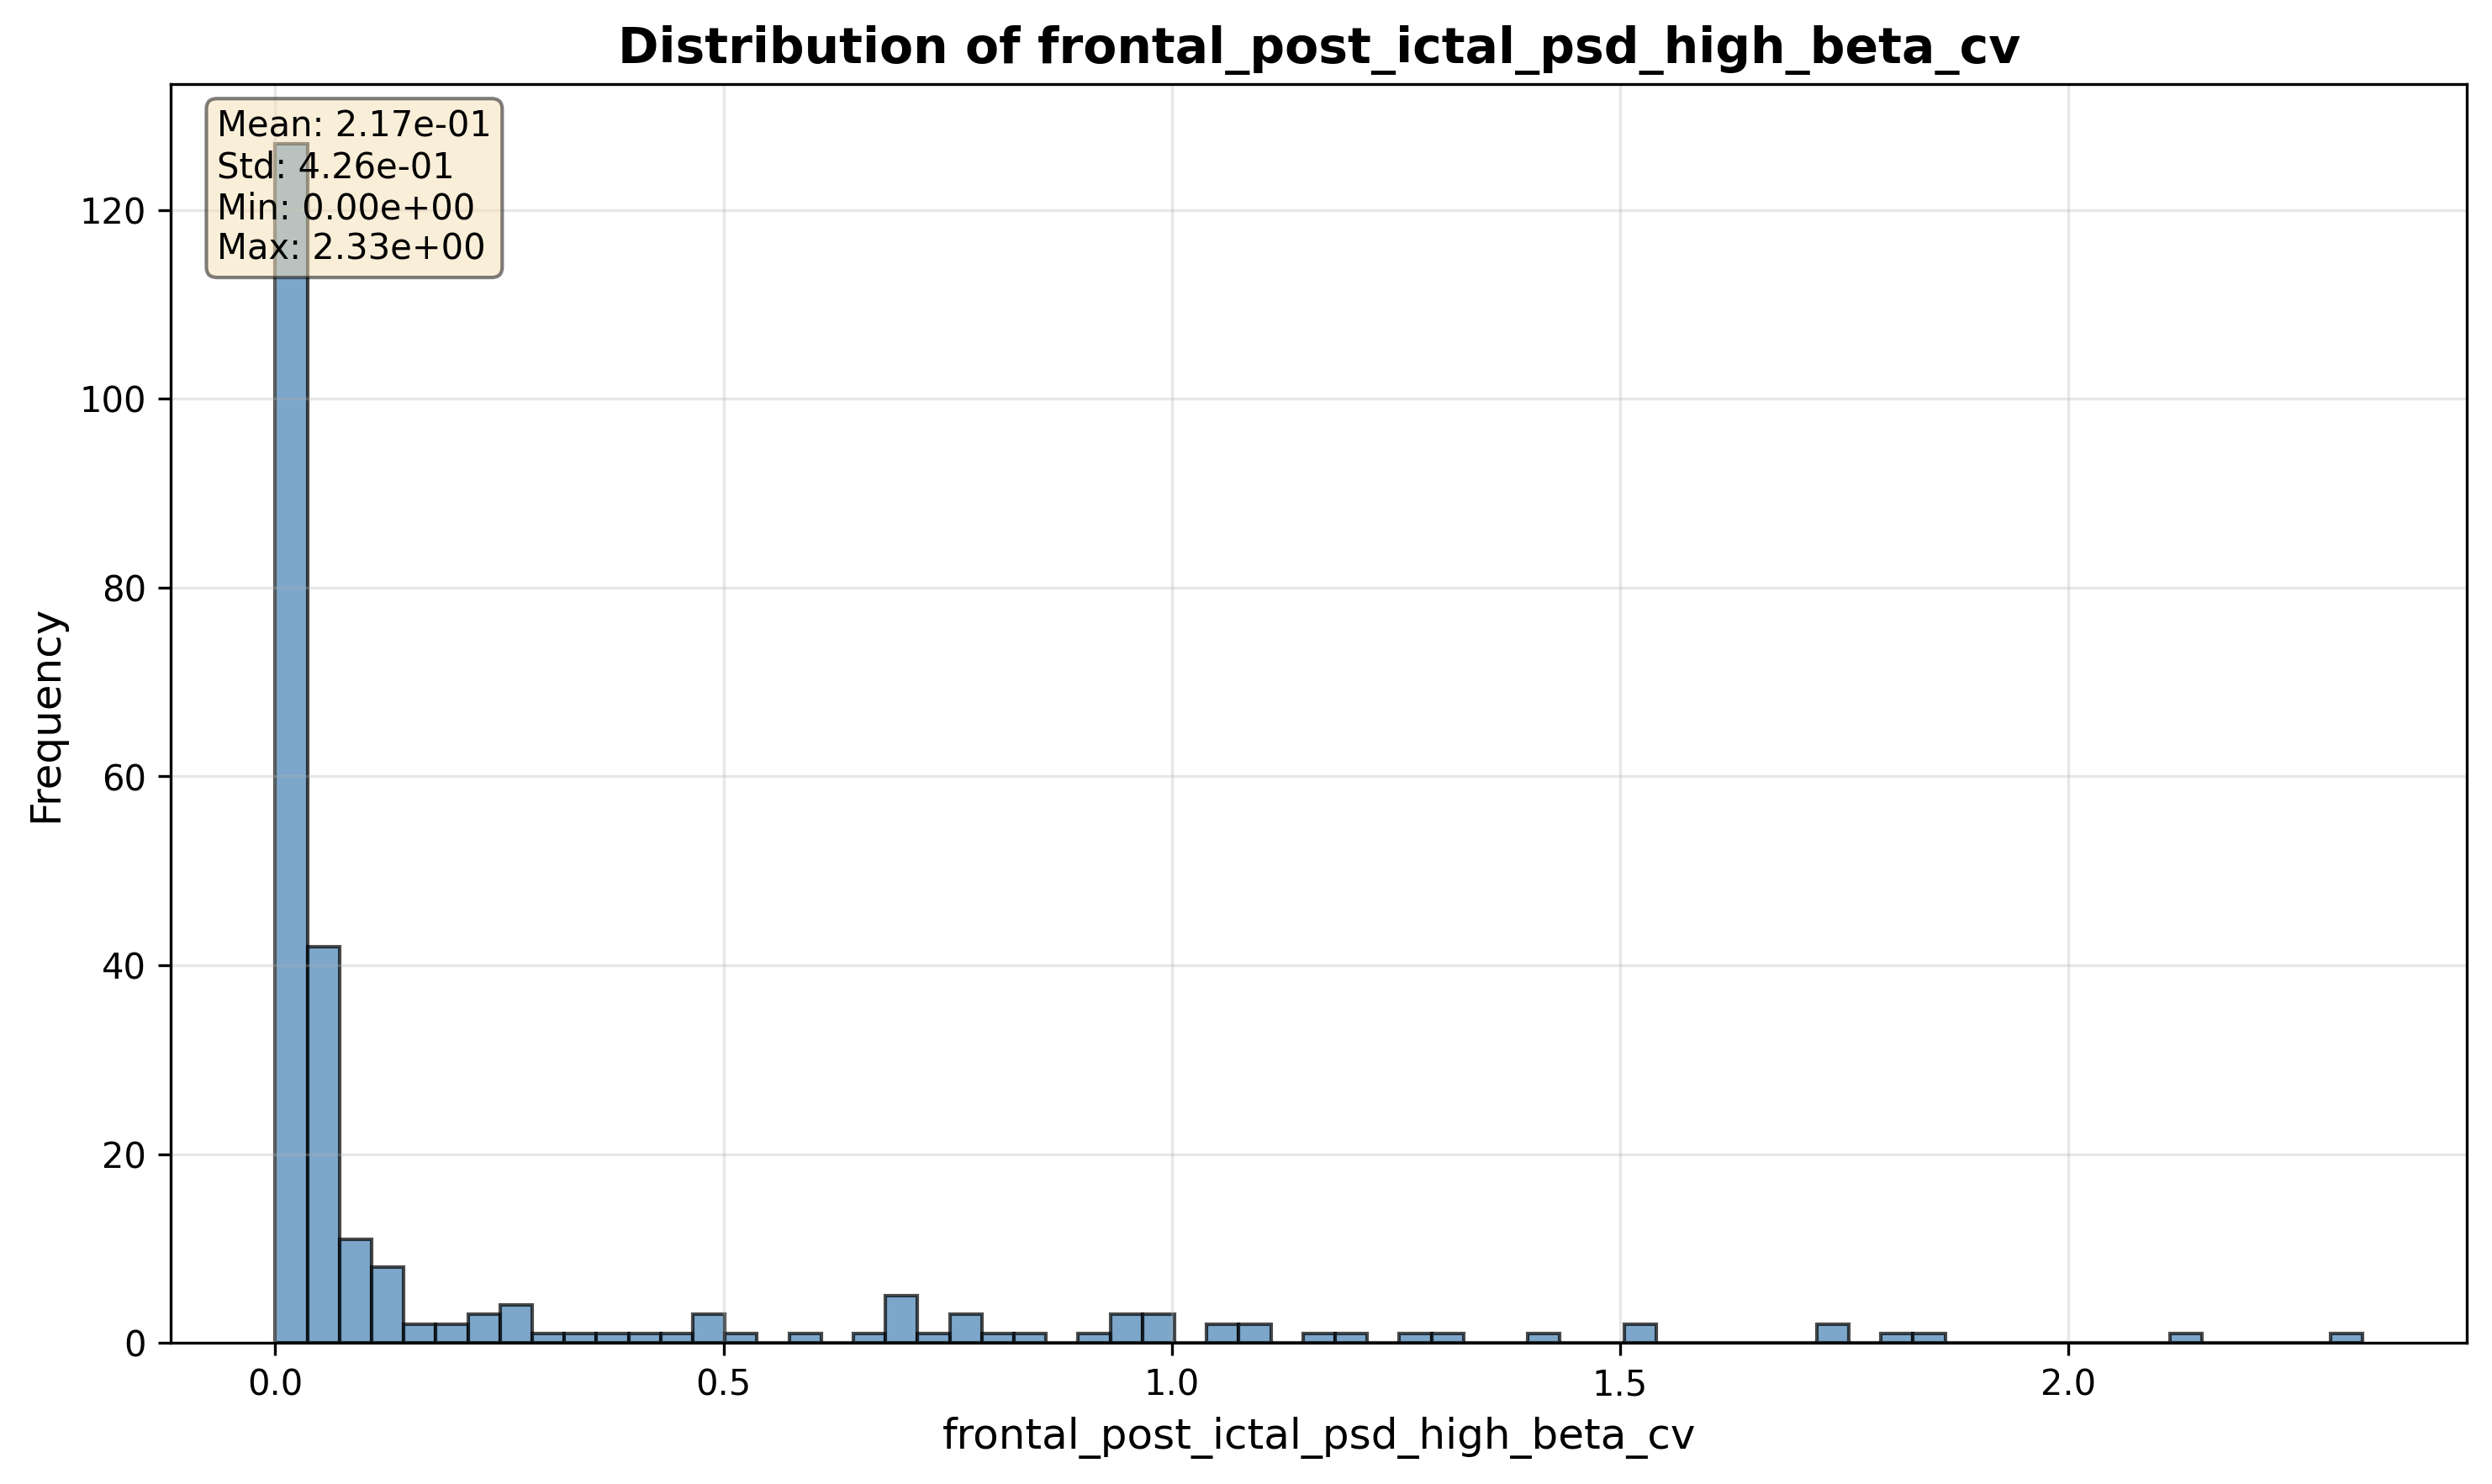 Distribution of frontal_post_ictal_psd_high_beta_cv
Mean: 2.17e-01
Std: 4.26e-01
Min: 0.00e+00
Max: 2.33e+00
120
100
80
60
40
20
0
Frequency
0.0 0.5 1.0 1.5 2.0
frontal_post_ictal_psd_high_beta_cv